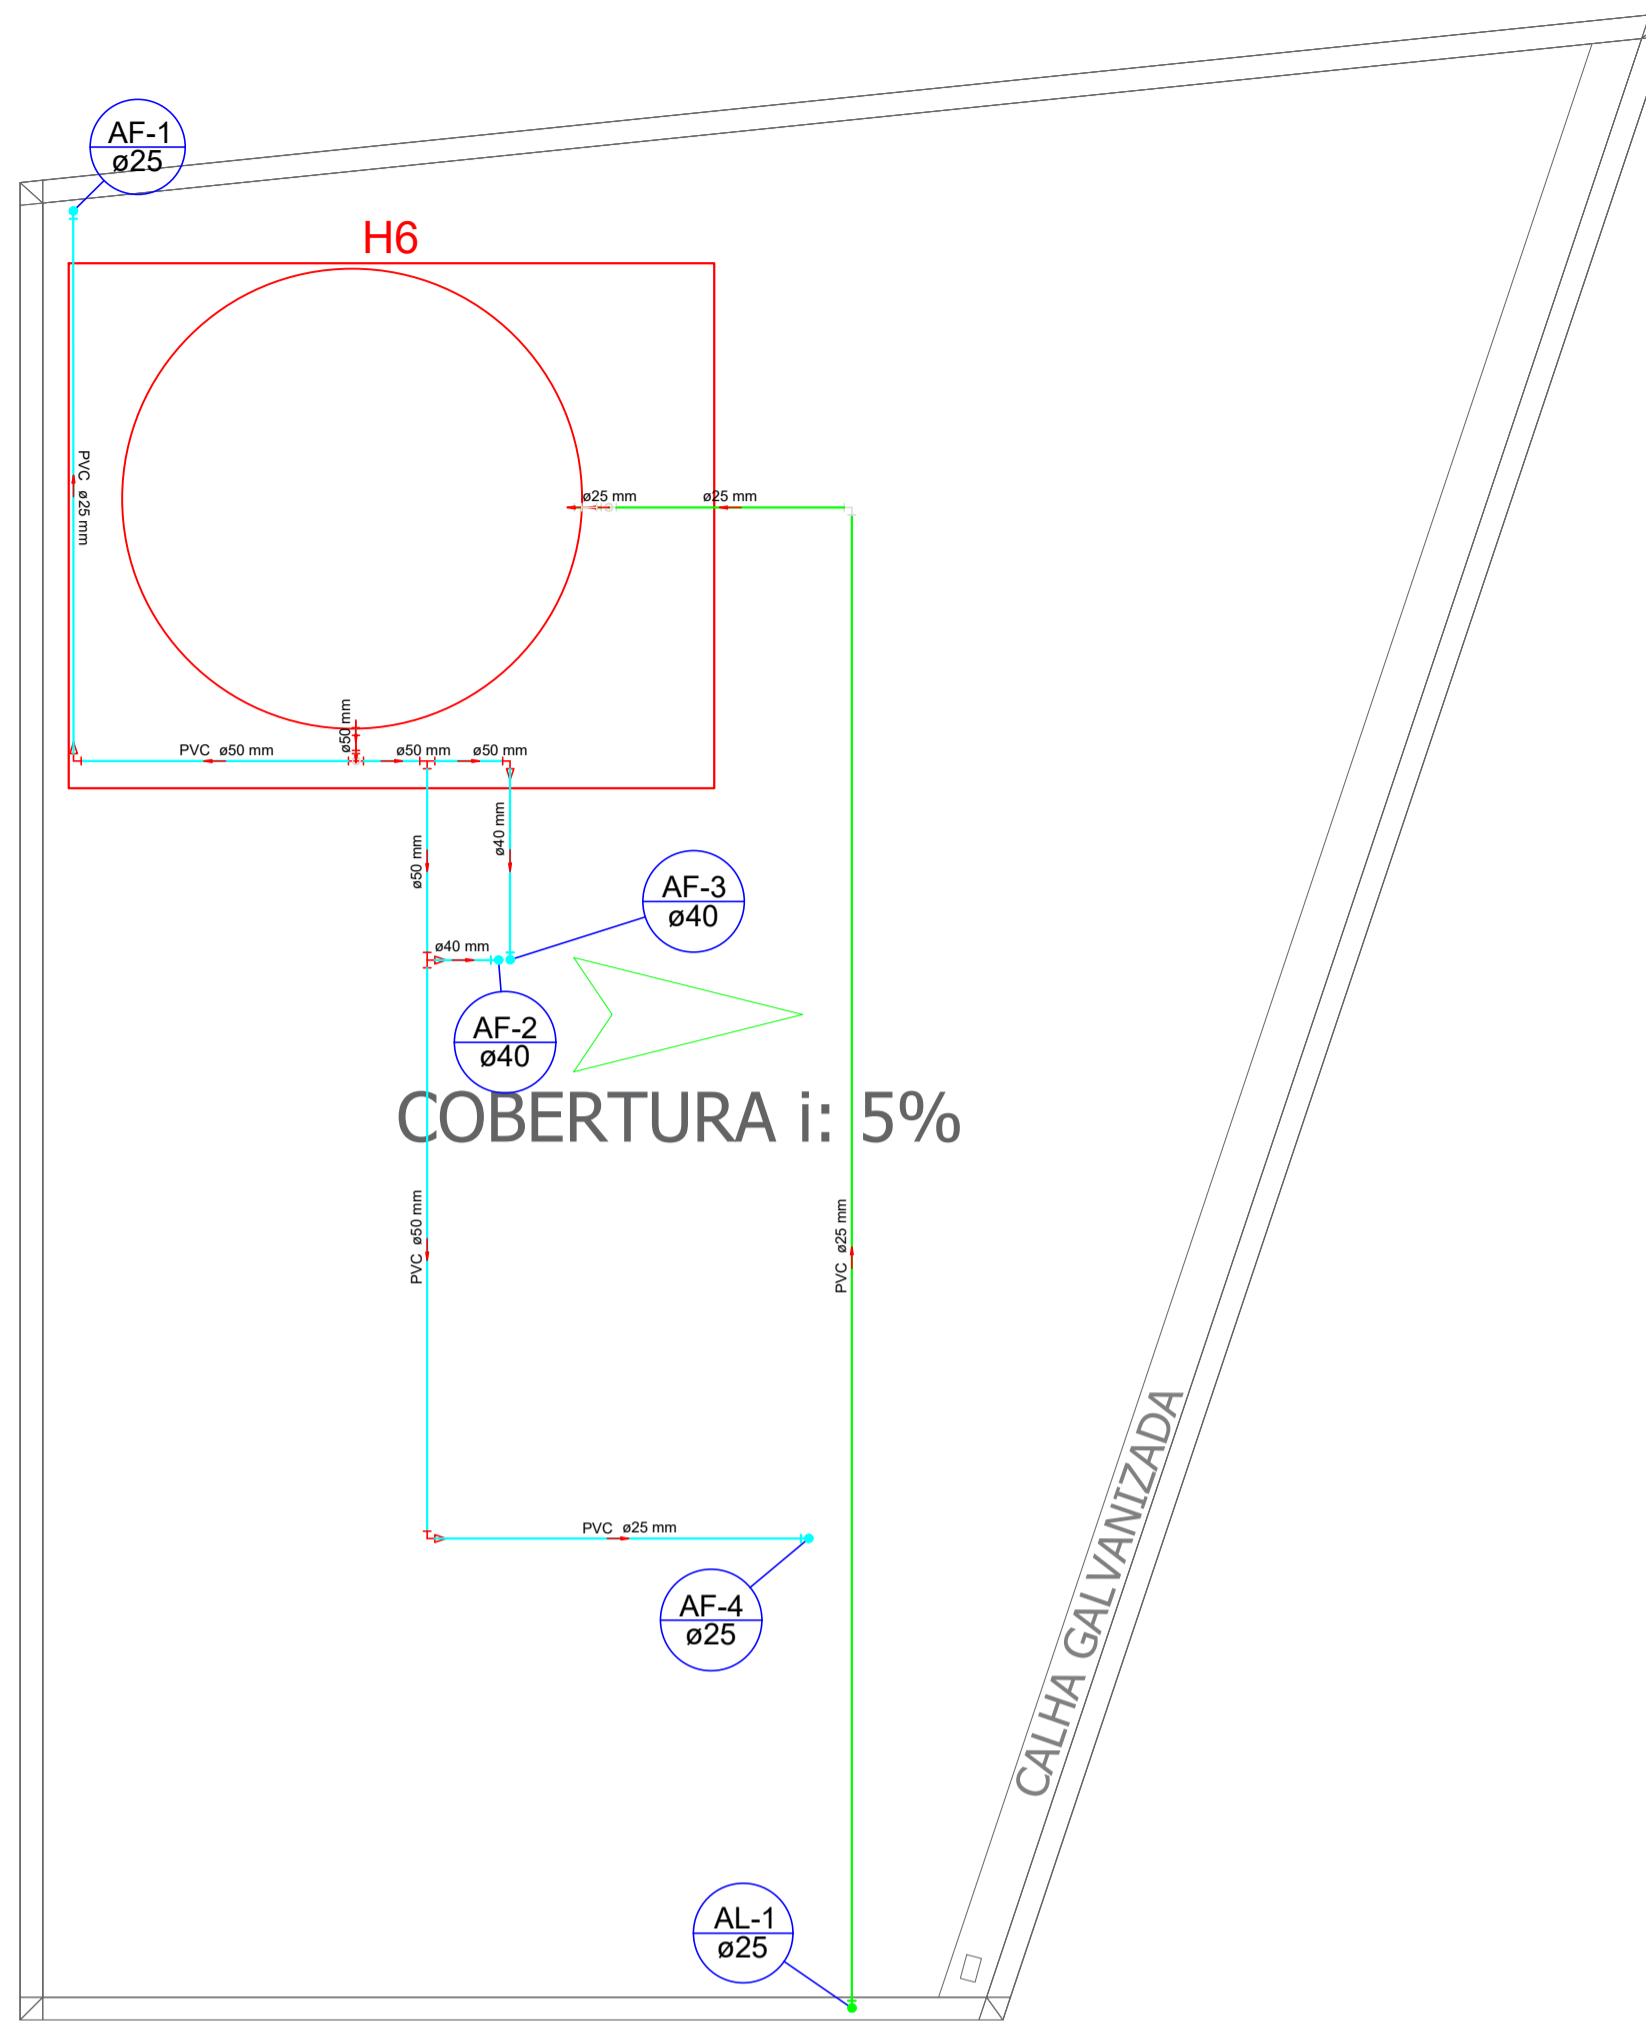 AF-1
ø25
H6
PVC ø25 mm
ø25 mm
ø25 mm
ø50 mm
PVC ø50 mm
ø50 mm
ø50 mm
ø50 mm
ø40 mm
AF-3
ø40
ø40 mm
AF-2
ø40
COBERTURA i: 5%
PVC ø50 mm
PVC ø25 mm
CALHA GALVANIZADA
PVC ø25 mm
AF-4
ø25
AL-1
ø25